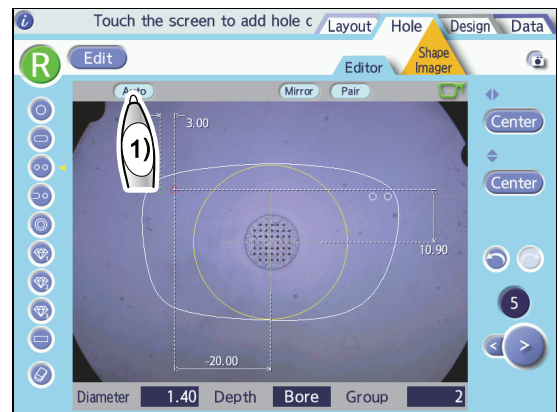 i Touch the screen to add hole c Layout Hole Design Data
R Edit Editor Shape
Imager
Auto Mirror Pair
1)
3.00
Center
Center
10.90
5
< >
-20.00
Diameter 1.40 Depth Bore Group 2